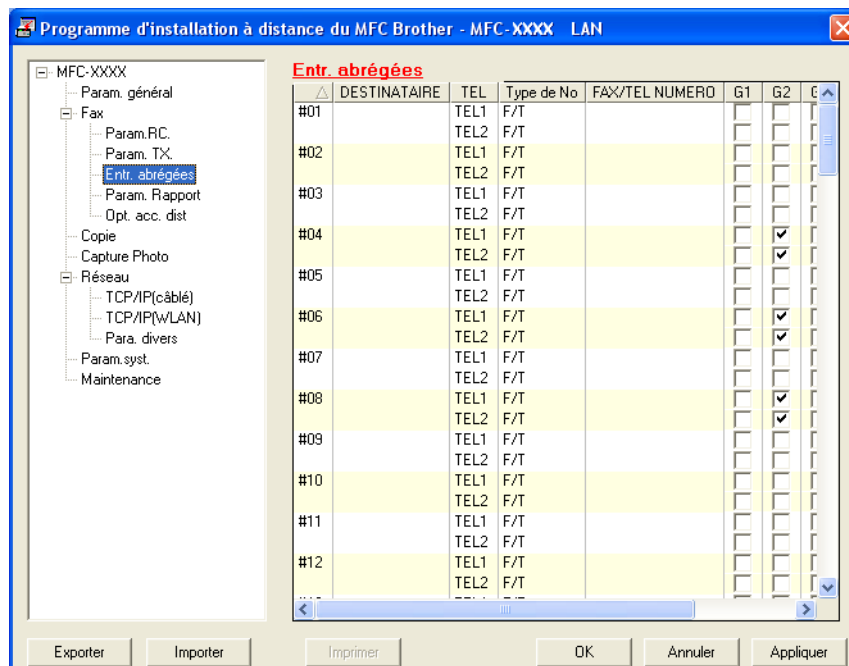 Programme d'installation à distance du MFC Brother - MFC-XXXX LAN
MFC-XXXX
Param. général
Fax
Param.RC.
Param. TX.
Entr. abrégées
Param. Rapport
Opt. acc. dist
Copie
Capture Photo
Réseau
TCP/IP(câblé)
TCP/IP(WLAN)
Para. divers
Param.syst.
Maintenance
Entr. abrégées
DESTINATAIRE TEL Type de No FAX/TEL NUMERO G1 G2
#01 TEL1 F/T
TEL2 F/T
#02 TEL1 F/T
TEL2 F/T
#03 TEL1 F/T
TEL2 F/T
#04 TEL1 F/T
TEL2 F/T
#05 TEL1 F/T
TEL2 F/T
#06 TEL1 F/T
TEL2 F/T
#07 TEL1 F/T
TEL2 F/T
#08 TEL1 F/T
TEL2 F/T
#09 TEL1 F/T
TEL2 F/T
#10 TEL1 F/T
TEL2 F/T
#11 TEL1 F/T
TEL2 F/T
#12 TEL1 F/T
TEL2 F/T
Exporter Importer Imprimer OK Annuler Appliquer